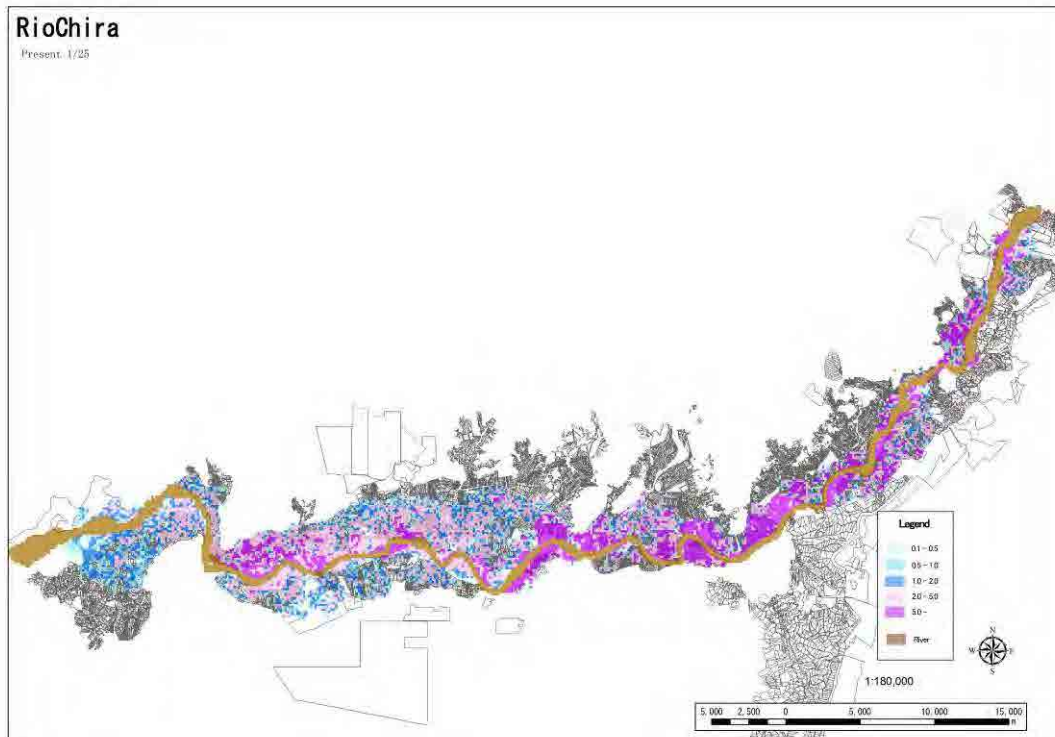 RioChira
Present 1/25
Legend
0.1 - 0.5
0.5 - 1.0
1.0 - 2.0
2.0 - 5.0
5.0 -
River
N
W
E
S
1:180,000
5,000 2,500 0 5,000 10,000 15,000
m